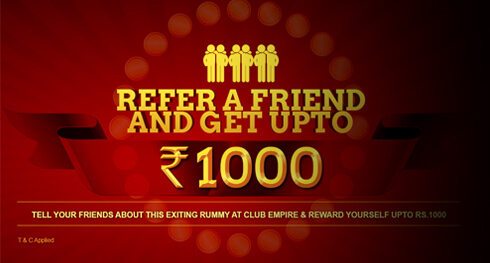 REFER A FRIEND
AND GET UPTO
₹ 1000
TELL YOUR FRIENDS ABOUT THIS EXITING RUMMY AT CLUB EMPIRE & REWARD YOURSELF UPTO RS.1000
T & C Applied